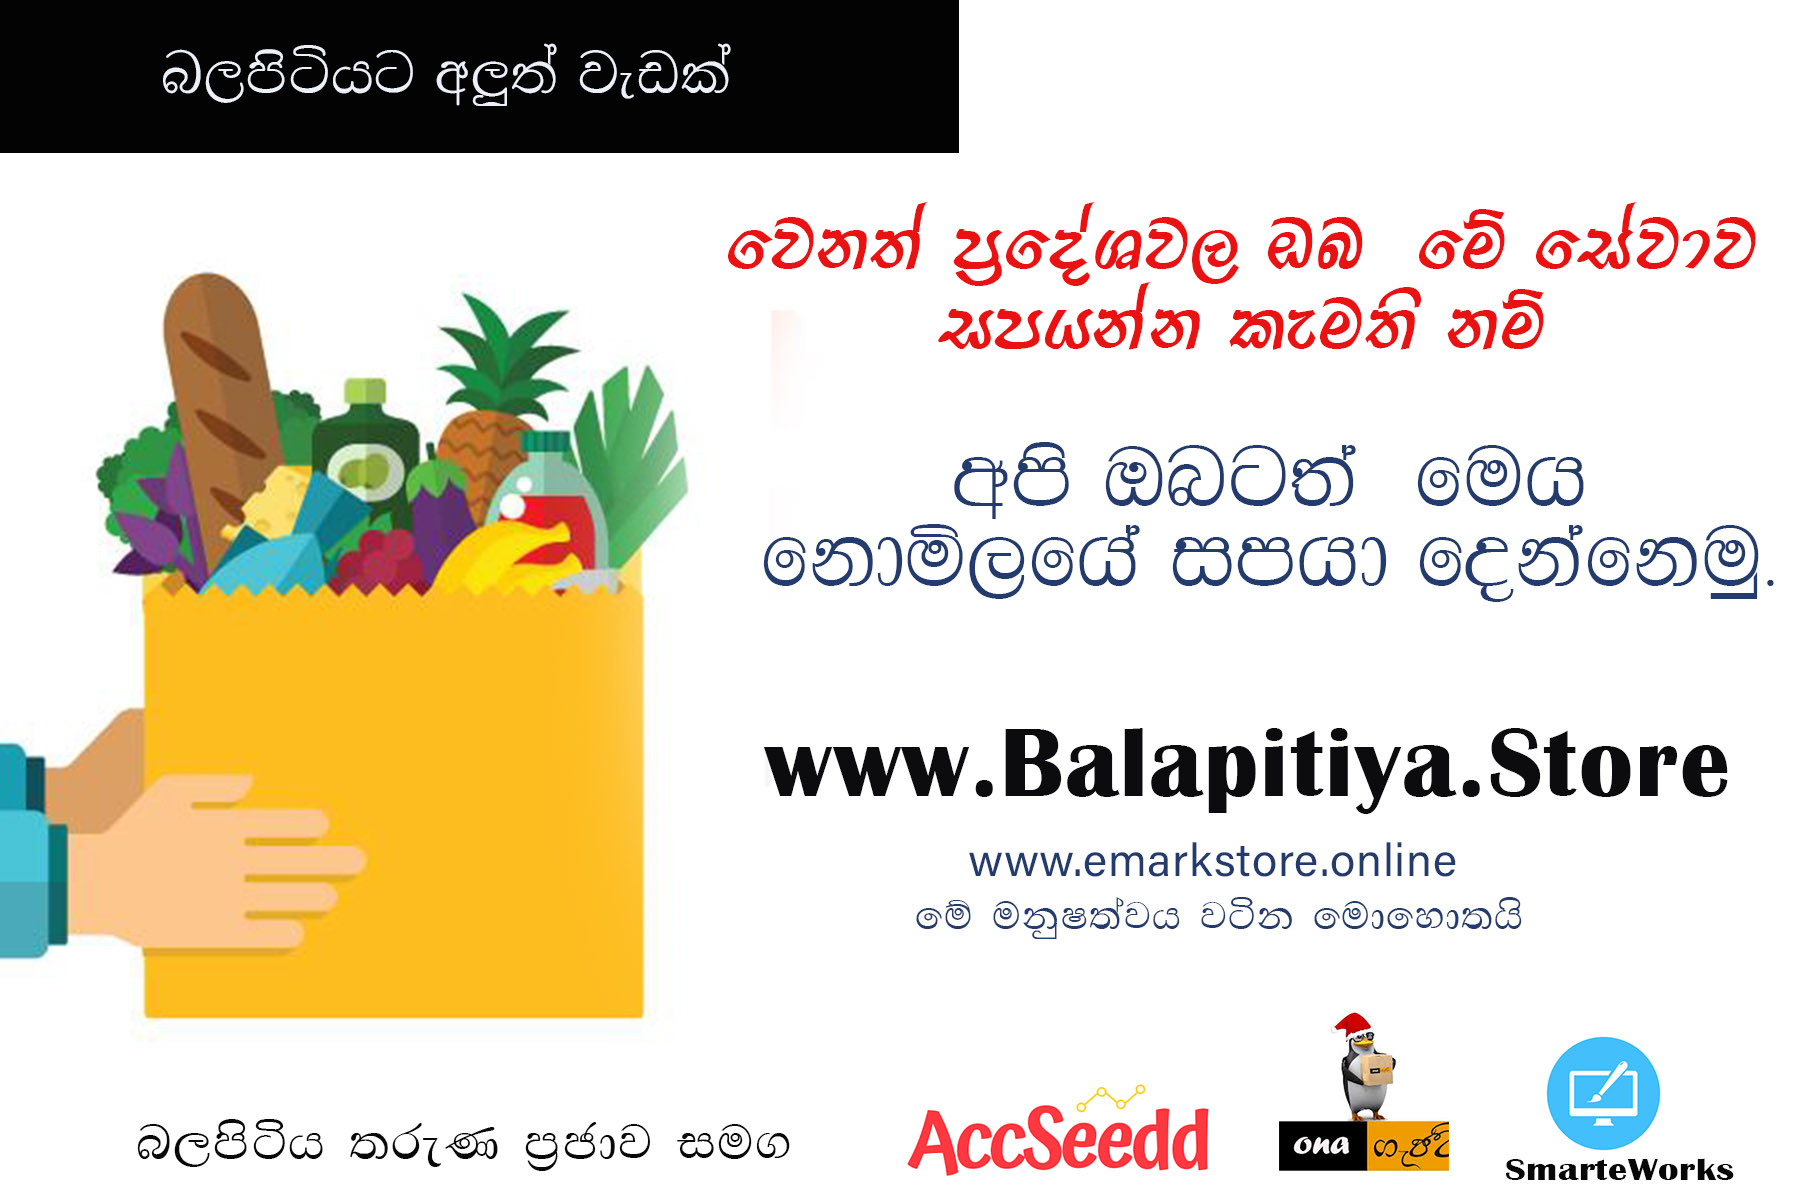 බලපිටියට අලුත් වැඩක්
වෙනත් ප්‍රදේශවල ඔබ මේ සේවාව
සපයන්න කැමති නම්
අපි ඔබටත් මෙය
නොමිලයේ සපයා දෙන්නෙමු.
www.Balapitiya.Store
www.emarkstore.online
මේ මනුෂත්වය වටින මොහොතයි
බලපිටිය තරුණ ප්‍රජාව සමග
AccSeedd
ona
SmarteWorks